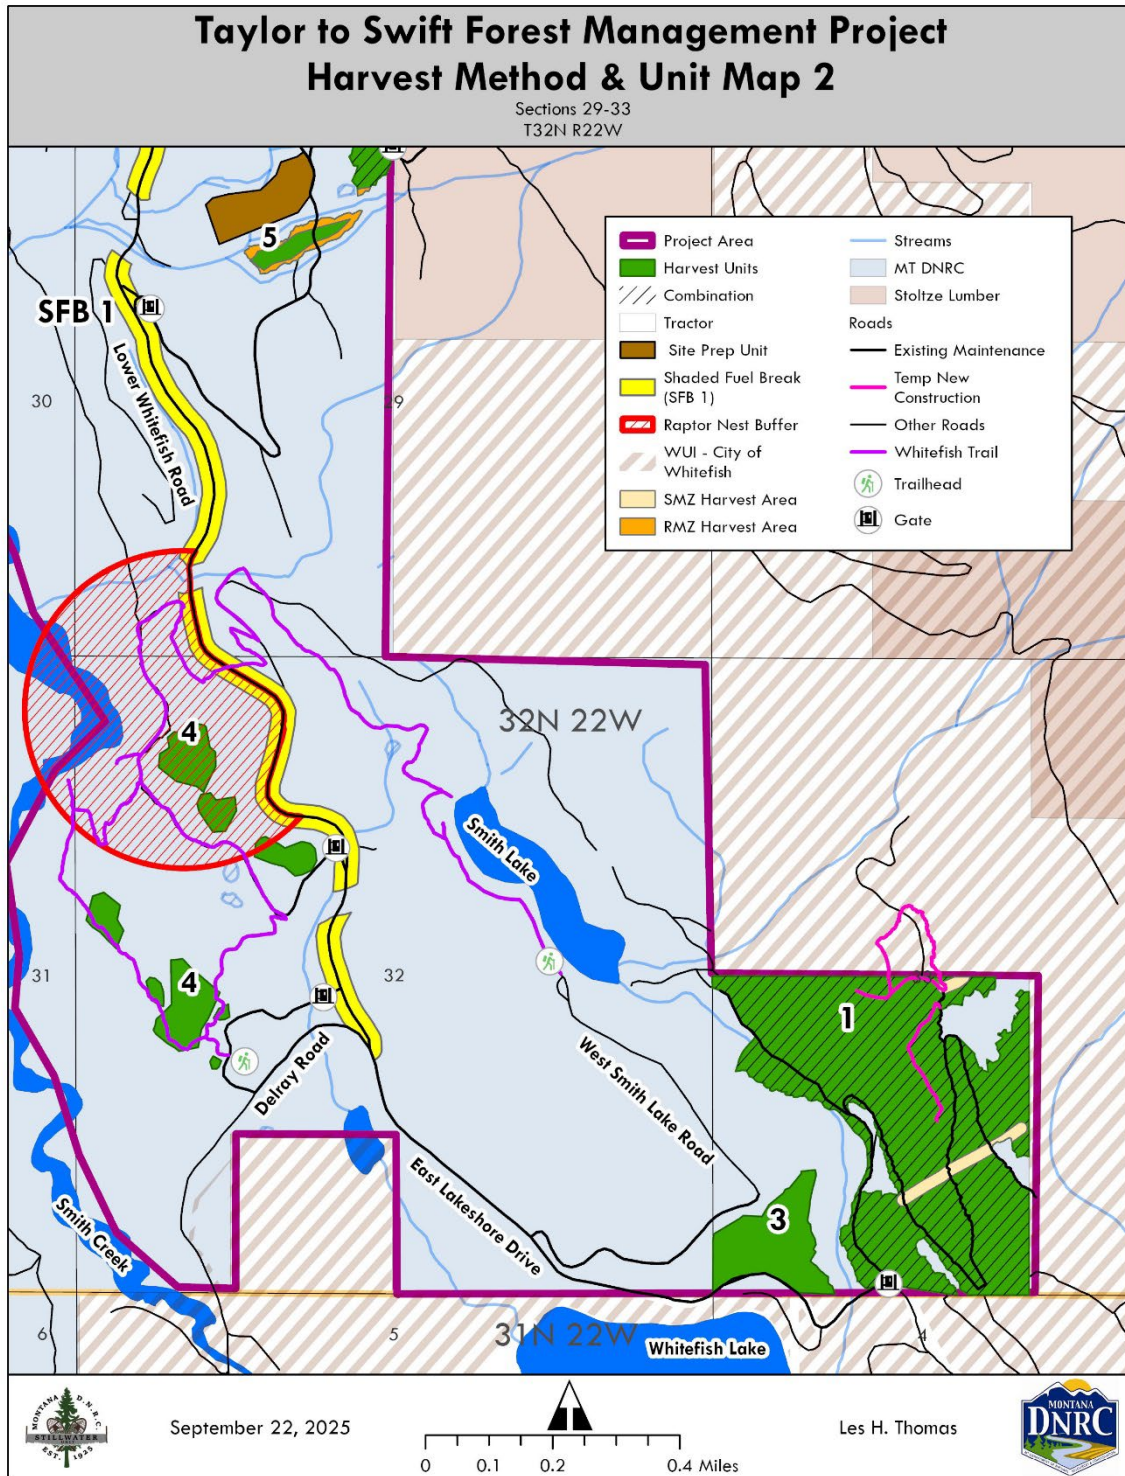 Taylor to Swift Forest Management Project
Harvest Method & Unit Map 2
Sections 29-33
T32N R22W
Project Area
Harvest Units
Combination
Tractor
Site Prep Unit
Shaded Fuel Break
(SFB 1)
Raptor Nest Buffer
WUI - City of
Whitefish
SMZ Harvest Area
RMZ Harvest Area
Streams
MT DNRC
Stoltze Lumber
Roads
Existing Maintenance
Temp New
Construction
Other Roads
Whitefish Trail
Trailhead
Gate
5
SFB 1
Lower Whitefish Road
30
29
32N 22W
4
Smith Lake
31
4
32
1
Delray Road
West Smith Lake Road
East Lakeshore Drive
3
Smith Creek
6
5
31N 22W
Whitefish Lake
4
MONTANA D.N.R.C.
STILLWATER
EST. 1925
September 22, 2025
0 0.1 0.2 0.4 Miles
Les H. Thomas
MONTANA
DNRC